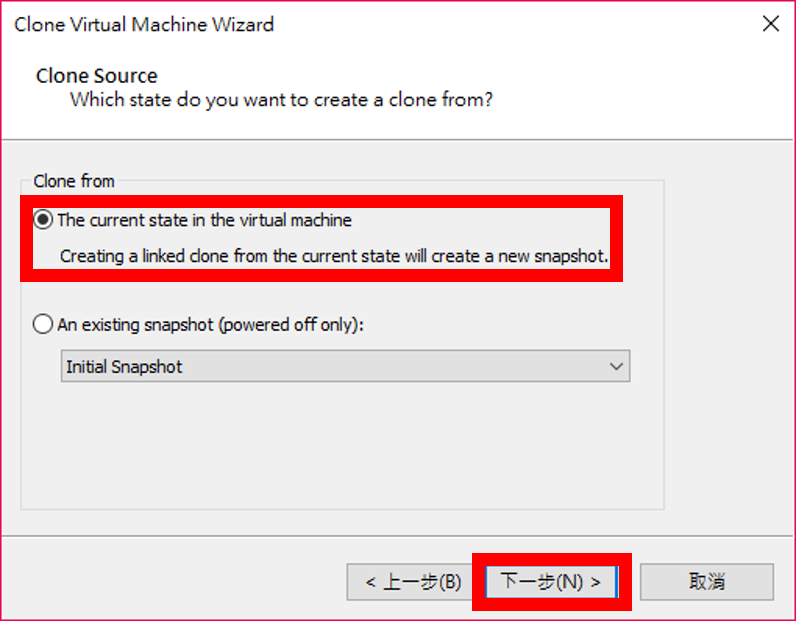 Clone Virtual Machine Wizard
Clone Source
Which state do you want to create a clone from?
Clone from
The current state in the virtual machine
Creating a linked clone from the current state will create a new snapshot.
An existing snapshot (powered off only):
Initial Snapshot
< 上一步(B)
下一步(N) >
取消